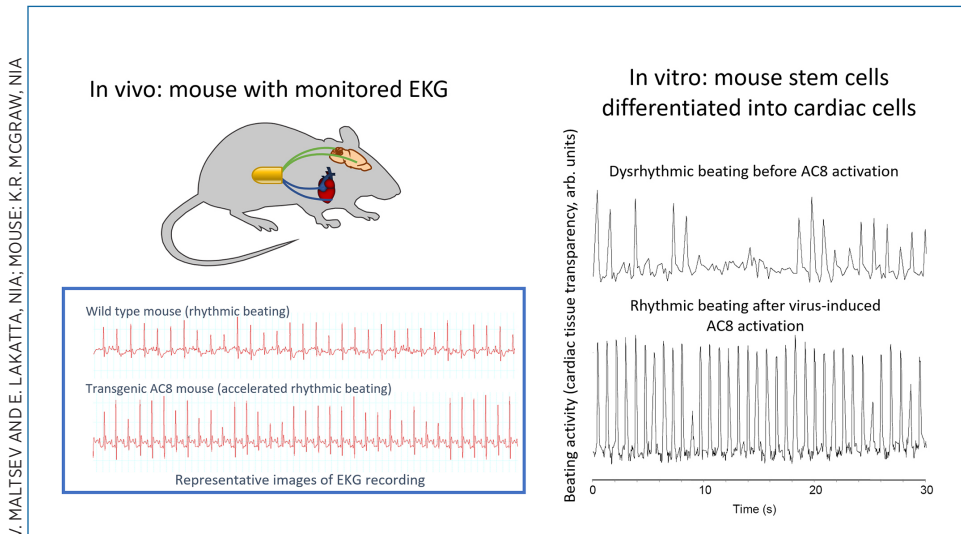 V. MALTSEV AND E. LAKATTA, NIA; MOUSE: K.R. MCGRAW, NIA
In vivo: mouse with monitored EKG
Wild type mouse (rhythmic beating)
Transgenic AC8 mouse (accelerated rhythmic beating)
Representative images of EKG recording
In vitro: mouse stem cells
differentiated into cardiac cells
Beating activity (cardiac tissue transparency, arb. units)
Dysrhythmic beating before AC8 activation
Rhythmic beating after virus-induced
AC8 activation
0 10 20 30
Time (s)